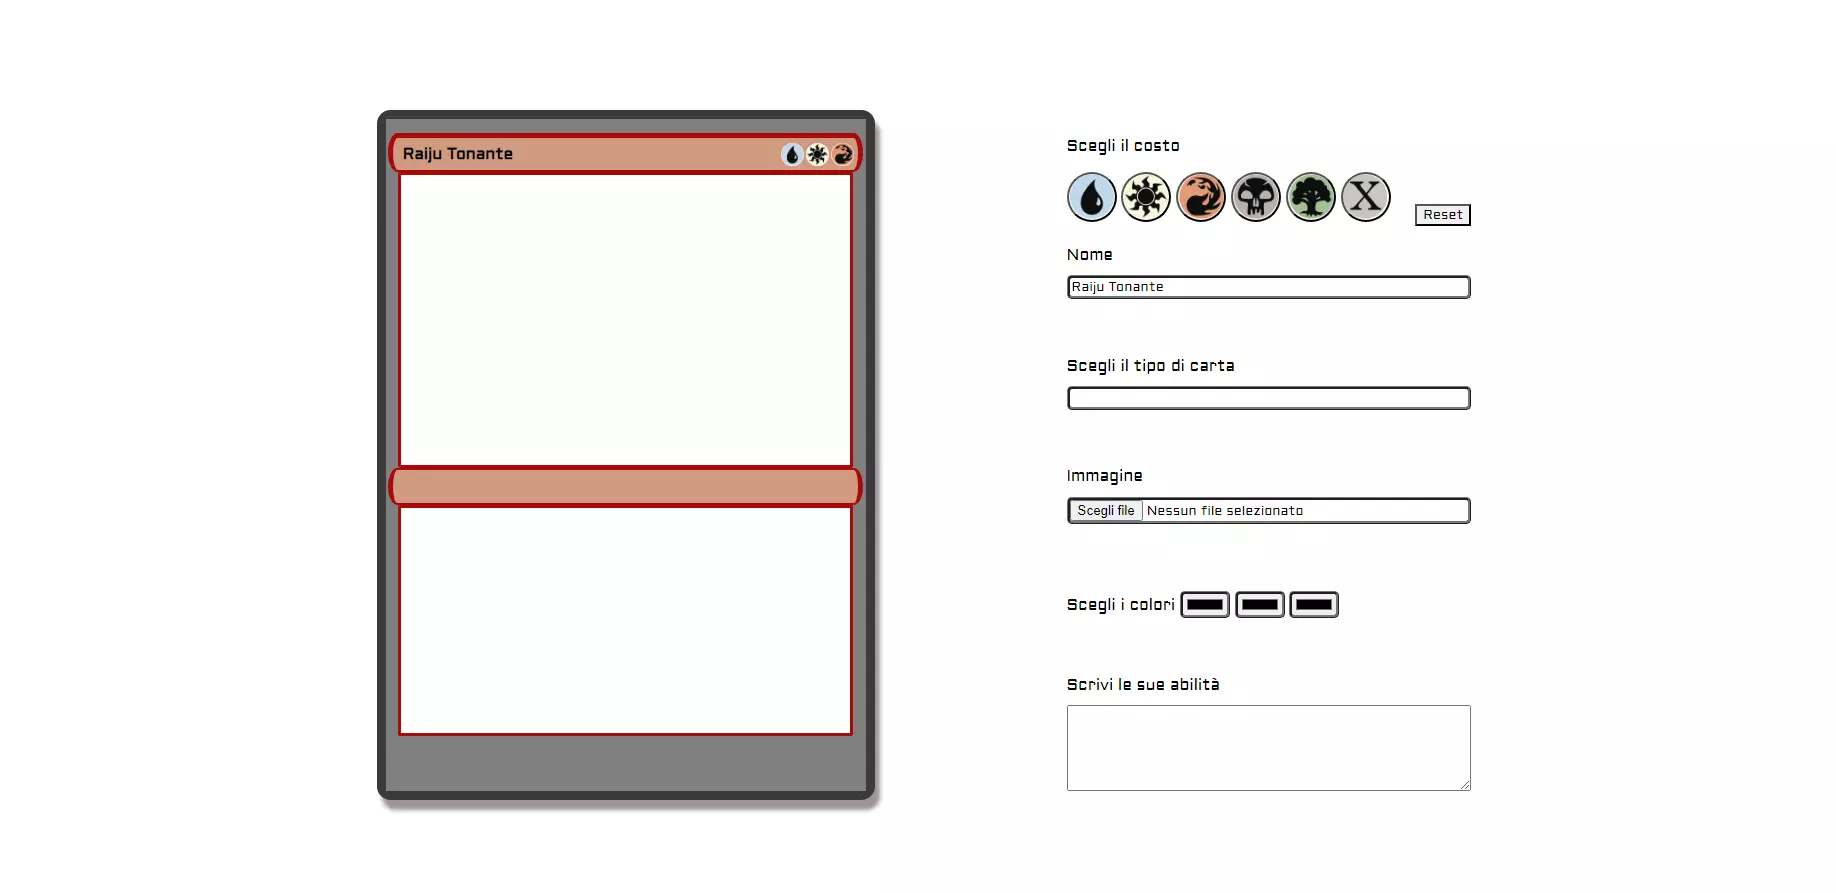 Raiju Tonante
Scegli il costo
X
Reset
Nome
Raiju Tonante
Scegli il tipo di carta
Immagine
Scegli file Nessun file selezionato
Scegli i colori
Scrivi le sue abilità